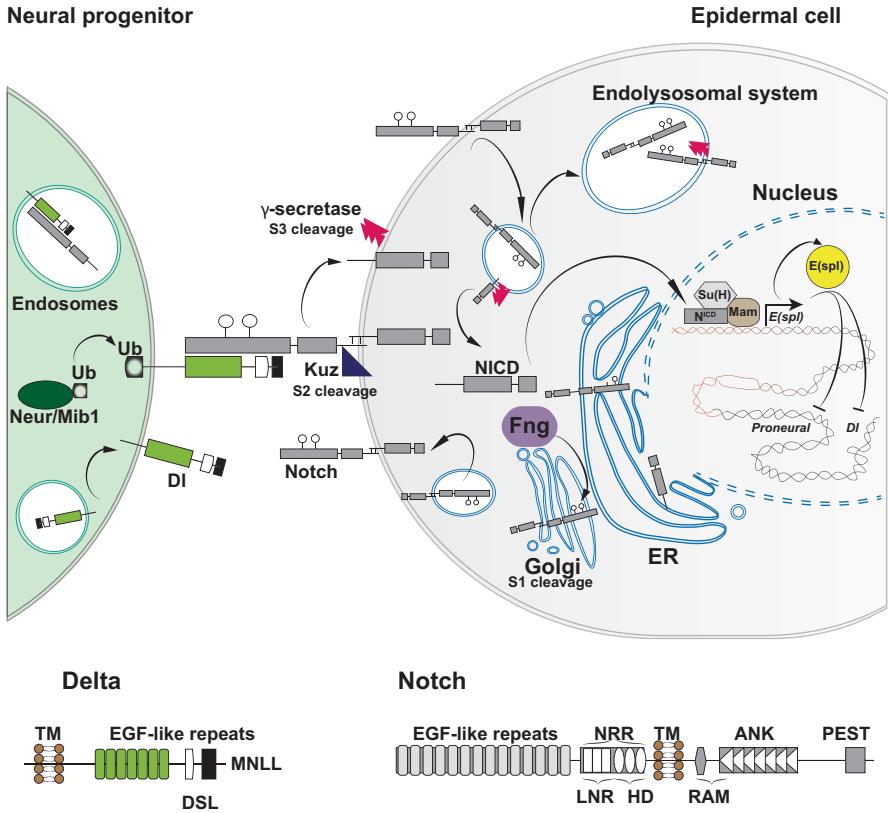 Neural progenitor
Epidermal cell
Endolysosomal system
Nucleus
γ-secretase
S3 cleavage
E(spl)
Su(H)
N^ICD
Mam
E(spl)
Endosomes
Ub
Ub
Neur/Mib1
Kuz
S2 cleavage
NICD
Fng
Proneural
Dl
Notch
Dl
Golgi
S1 cleavage
ER
Delta
Notch
TM
EGF-like repeats
MNLL
DSL
EGF-like repeats
NRR
TM
ANK
PEST
LNR
HD
RAM